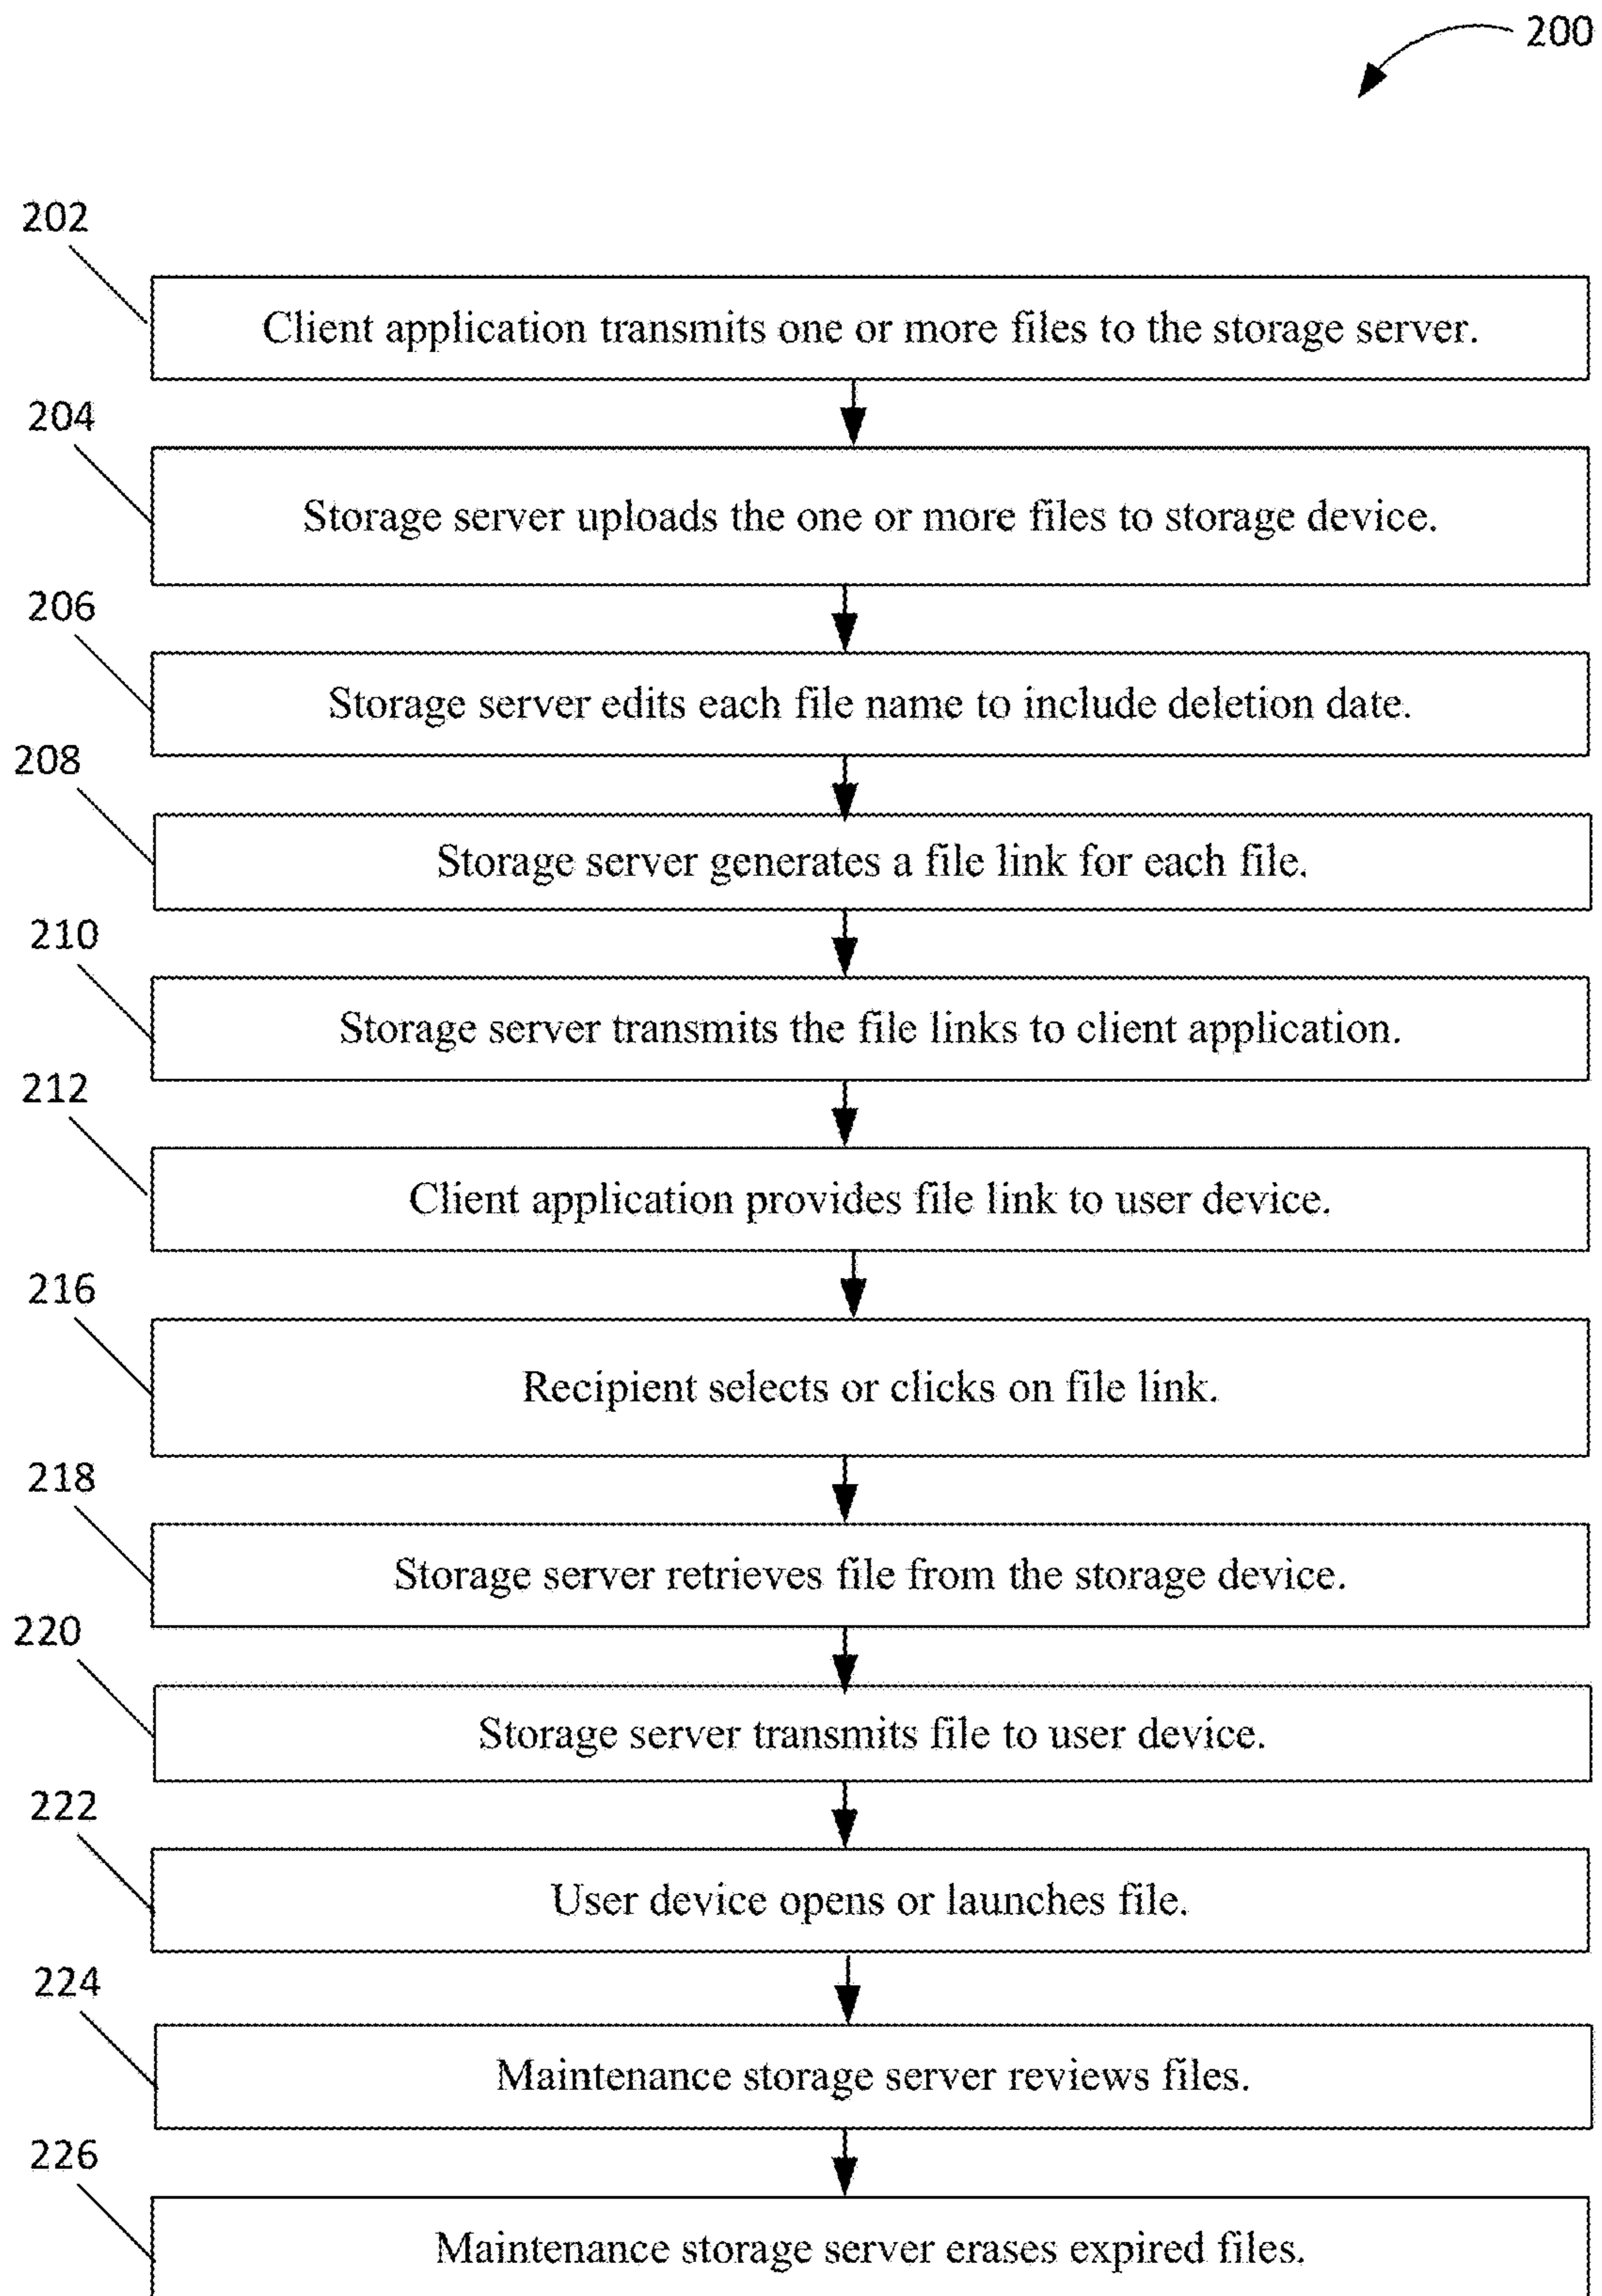 200
202
Client application transmits one or more files to the storage server.
204
Storage server uploads the one or more files to storage device.
206
Storage server edits each file name to include deletion date.
208
Storage server generates a file link for each file.
210
Storage server transmits the file links to client application.
212
Client application provides file link to user device.
216
Recipient selects or clicks on file link.
218
Storage server retrieves file from the storage device.
220
Storage server transmits file to user device.
222
User device opens or launches file.
224
Maintenance storage server reviews files.
226
Maintenance storage server erases expired files.